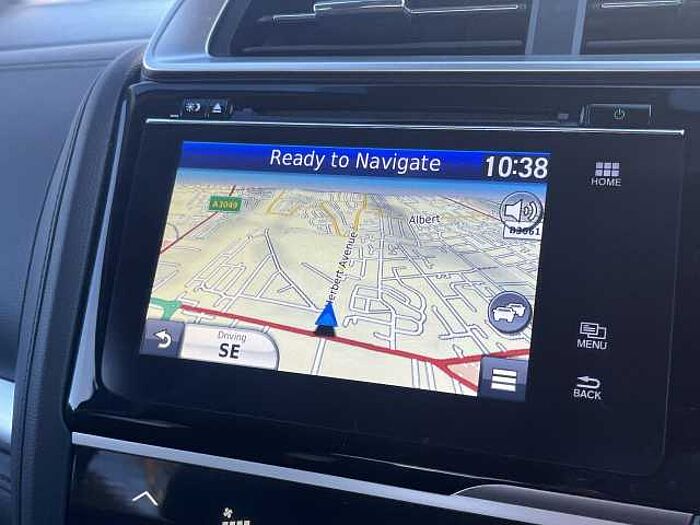 Ready to Navigate 10:38
HOME
A3049
Albert
B3061
Herbert Avenue
Driving
SE
MENU
BACK